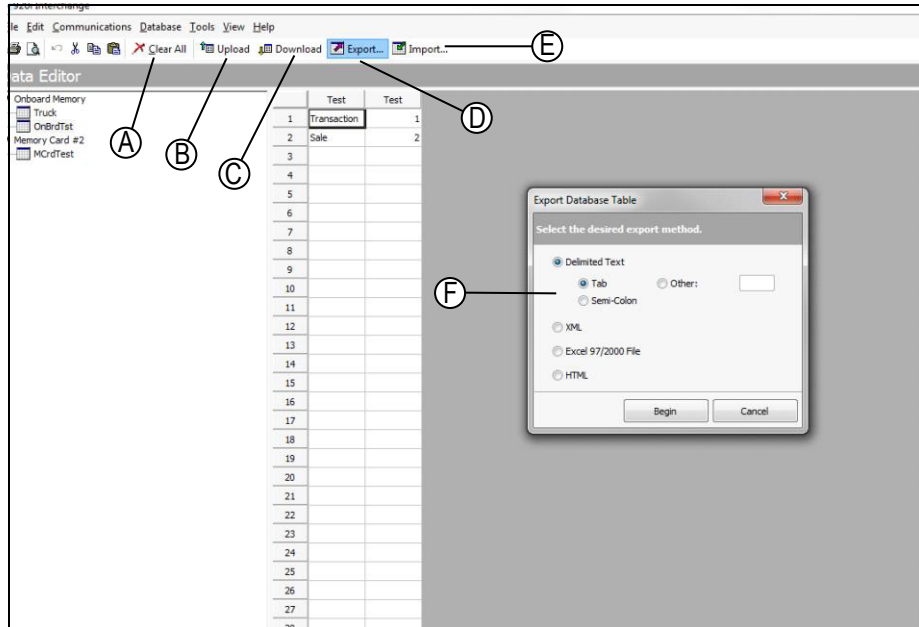 920i Interchange
le Edit Communications Database Tools View Help
Clear All Upload Download Export... Import...
E
ata Editor
Onboard Memory
Truck
OnBrdTst
Memory Card #2
MCrdTest
A
B
C
D
Test Test
1 Transaction 1
2 Sale 2
3
4
5
6
7
8
9
10
11
12
13
14
15
16
17
18
19
20
21
22
23
24
25
26
27
28
Export Database Table
Select the desired export method.
Delimited Text
Tab Other:
Semi-Colon
F
XML
Excel 97/2000 File
HTML
Begin Cancel